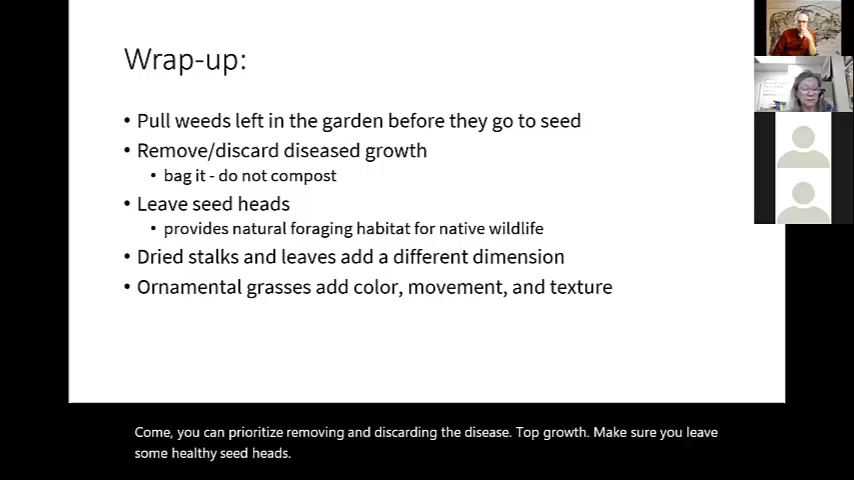 Wrap-up:
• Pull weeds left in the garden before they go to seed
• Remove/discard diseased growth
• bag it - do not compost
• Leave seed heads
• provides natural foraging habitat for native wildlife
• Dried stalks and leaves add a different dimension
• Ornamental grasses add color, movement, and texture
Come, you can prioritize removing and discarding the disease. Top growth. Make sure you leave
some healthy seed heads.